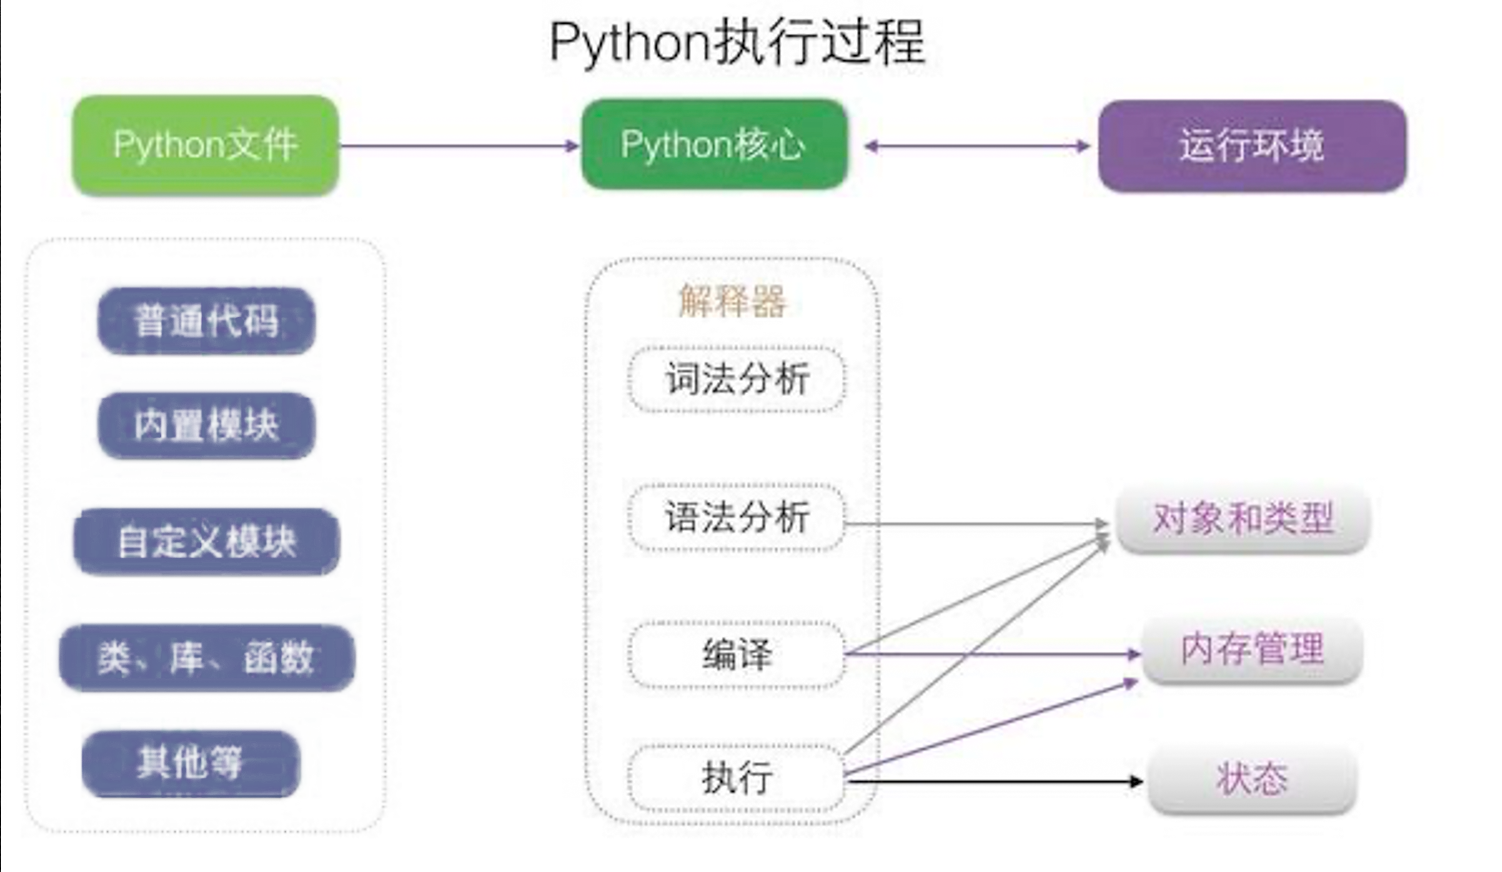 Python执行过程
Python文件
Python核心
运行环境
普通代码
内置模块
自定义模块
类、库、函数
其他等
解释器
词法分析
语法分析
编译
执行
对象和类型
内存管理
状态